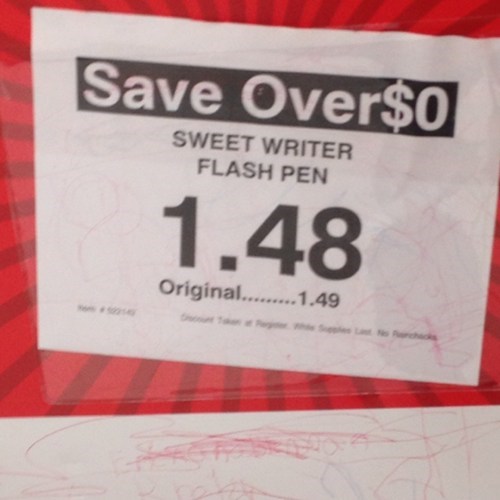 Save Over$0
SWEET WRITER
FLASH PEN
1.48
Original.........1.49
Discount Taken at Register. While Supplies Last. No Rainchecks